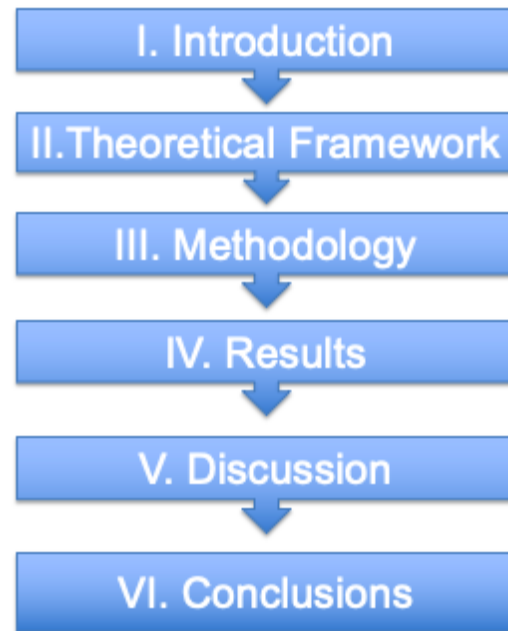 I. Introduction
II.Theoretical Framework
III. Methodology
IV. Results
V. Discussion
VI. Conclusions